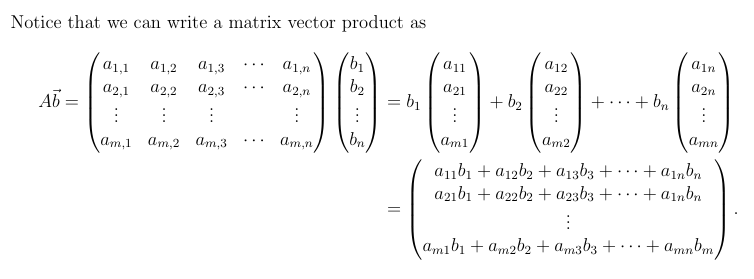 Notice that we can write a matrix vector product as
$A\vec{b} = \begin{pmatrix} a_{1,1} & a_{1,2} & a_{1,3} & \cdots & a_{1,n} \\ a_{2,1} & a_{2,2} & a_{2,3} & \cdots & a_{2,n} \\ \vdots & \vdots & \vdots & & \vdots \\ a_{m,1} & a_{m,2} & a_{m,3} & \cdots & a_{m,n} \end{pmatrix} \begin{pmatrix} b_1 \\ b_2 \\ \vdots \\ b_n \end{pmatrix} = b_1 \begin{pmatrix} a_{11} \\ a_{21} \\ \vdots \\ a_{m1} \end{pmatrix} + b_2 \begin{pmatrix} a_{12} \\ a_{22} \\ \vdots \\ a_{m2} \end{pmatrix} + \cdots + b_n \begin{pmatrix} a_{1n} \\ a_{2n} \\ \vdots \\ a_{mn} \end{pmatrix}$
$= \begin{pmatrix} a_{11}b_1 + a_{12}b_2 + a_{13}b_3 + \cdots + a_{1n}b_n \\ a_{21}b_1 + a_{22}b_2 + a_{23}b_3 + \cdots + a_{1n}b_n \\ \vdots \\ a_{m1}b_1 + a_{m2}b_2 + a_{m3}b_3 + \cdots + a_{mn}b_m \end{pmatrix}.$